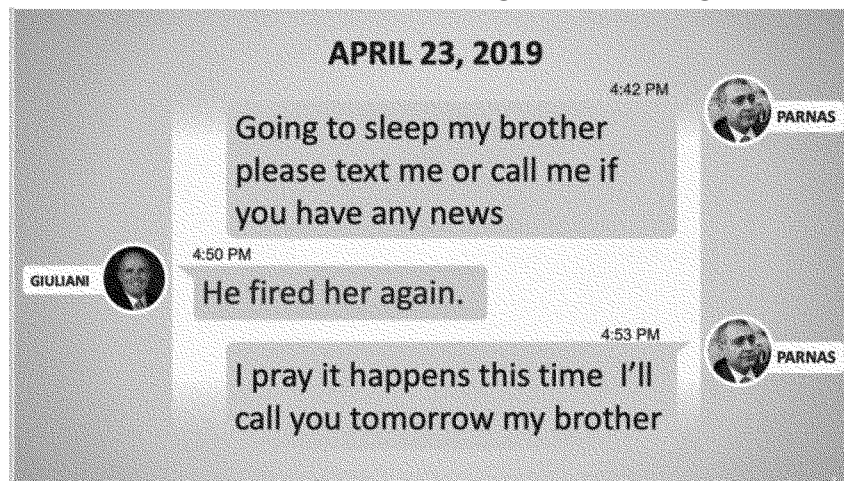 APRIL 23, 2019
4:42 PM
PARNAS
Going to sleep my brother
please text me or call me if
you have any news
4:50 PM
GIULIANI
He fired her again.
4:53 PM
PARNAS
I pray it happens this time I'll
call you tomorrow my brother